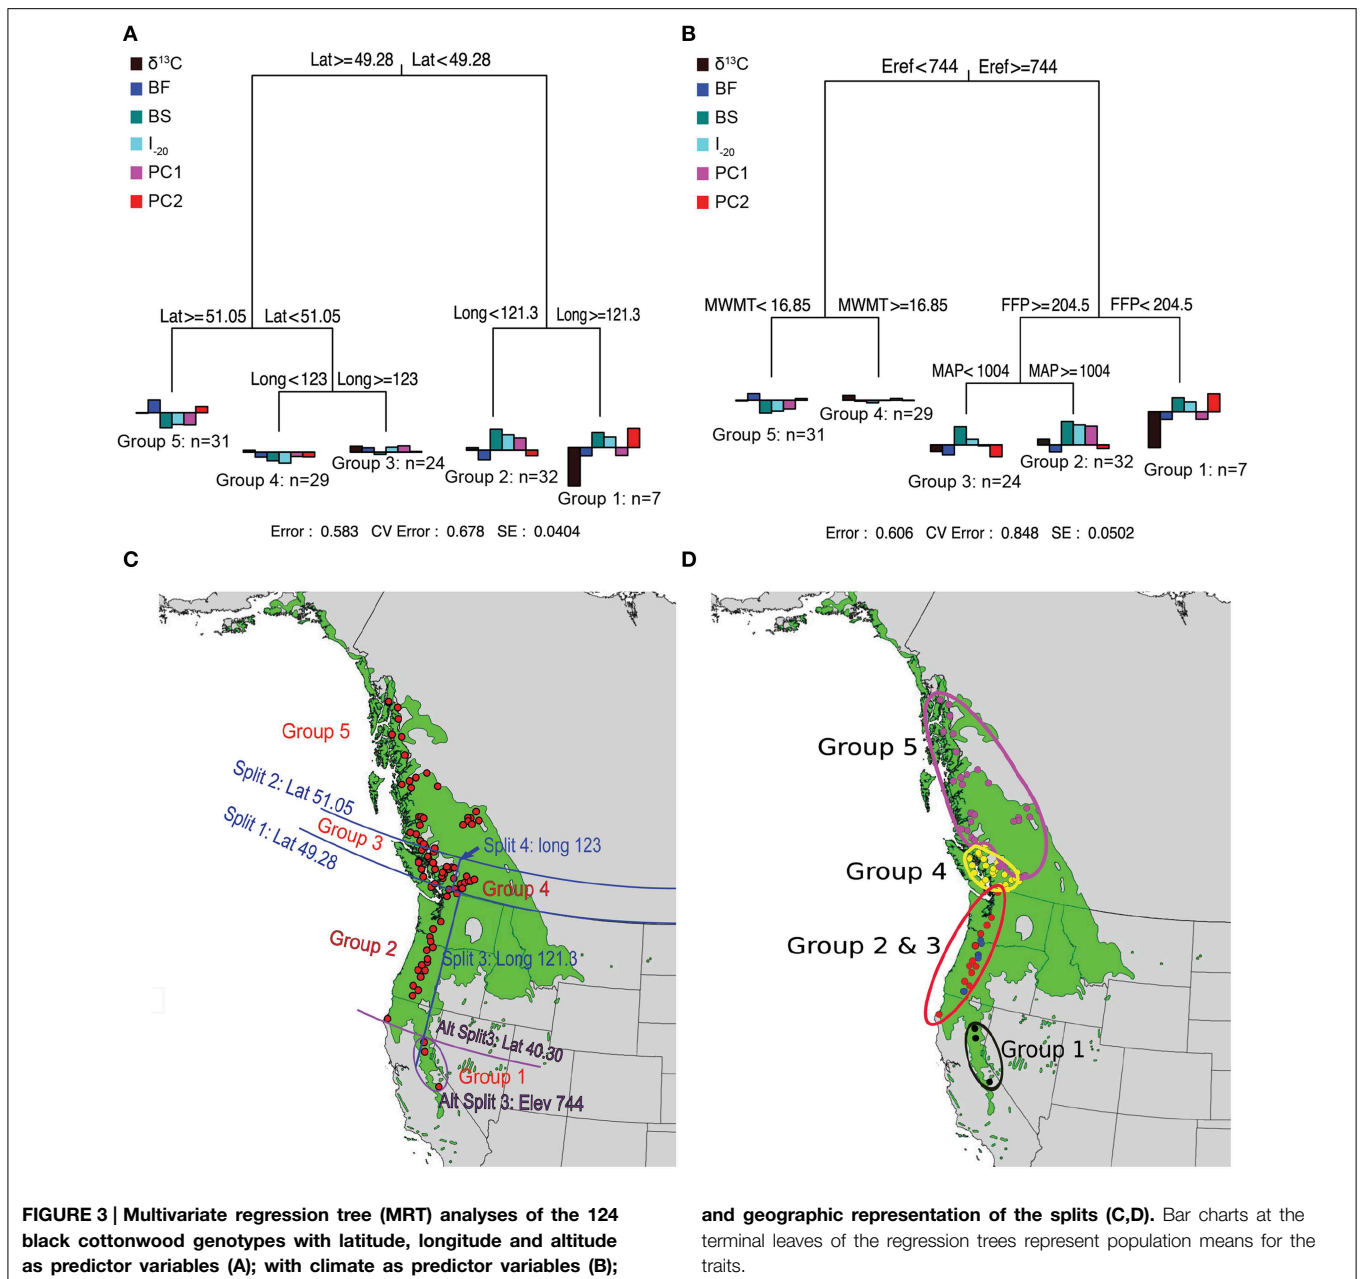 A
δ¹³C
BF
BS
I₋₂₀
PC1
PC2
Lat>=49.28 Lat<49.28
Lat>=51.05 Lat<51.05
Long<121.3 Long>=121.3
Long<123 Long>=123
Group 5: n=31
Group 4: n=29
Group 3: n=24
Group 2: n=32
Group 1: n=7
Error : 0.583 CV Error : 0.678 SE : 0.0404
B
δ¹³C
BF
BS
I₋₂₀
PC1
PC2
Eref<744 Eref>=744
MWMT<16.85 MWMT>=16.85
FFP>=204.5 FFP<204.5
MAP<1004 MAP>=1004
Group 5: n=31
Group 4: n=29
Group 3: n=24
Group 2: n=32
Group 1: n=7
Error : 0.606 CV Error : 0.848 SE : 0.0502
C
Group 5
Split 2: Lat 51.05
Group 3
Split 1: Lat 49.28
Split 4: long 123
Group 4
Group 2
Split 3: Long 121.3
Alt Split3: Lat 40.30
Group 1
Alt Split 3: Elev 744
D
Group 5
Group 4
Group 2 & 3
Group 1
FIGURE 3 | Multivariate regression tree (MRT) analyses of the 124
black cottonwood genotypes with latitude, longitude and altitude
as predictor variables (A); with climate as predictor variables (B);
and geographic representation of the splits (C,D). Bar charts at the
terminal leaves of the regression trees represent population means for the
traits.